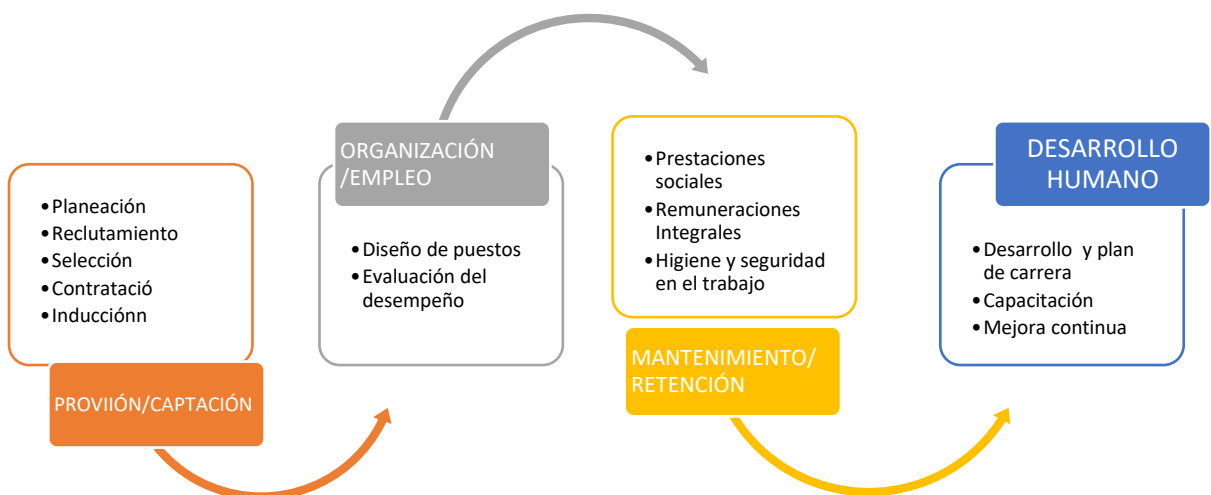 •Planeación
•Reclutamiento
•Selección
•Contratació
•Inducciónn
PROVIIÓN/CAPTACIÓN
ORGANIZACIÓN
/EMPLEO
•Diseño de puestos
•Evaluación del
desempeño
•Prestaciones
sociales
•Remuneraciones
Integrales
•Higiene y seguridad
en el trabajo
MANTENIMIENTO/
RETENCIÓN
DESARROLLO
HUMANO
•Desarrollo y plan
de carrera
•Capacitación
•Mejora continua